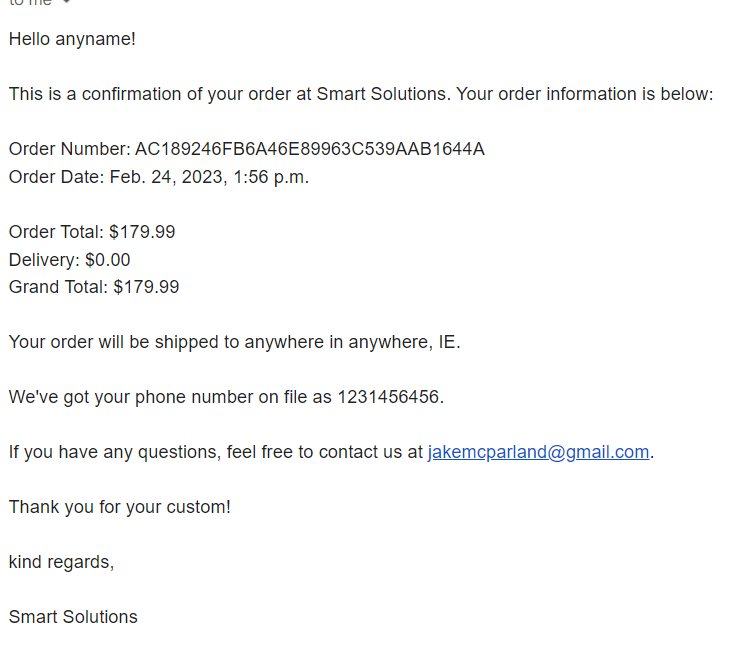 to me
Hello anyname!
This is a confirmation of your order at Smart Solutions. Your order information is below:
Order Number: AC189246FB6A46E89963C539AAB1644A
Order Date: Feb. 24, 2023, 1:56 p.m.
Order Total: $179.99
Delivery: $0.00
Grand Total: $179.99
Your order will be shipped to anywhere in anywhere, IE.
We've got your phone number on file as 1231456456.
If you have any questions, feel free to contact us at jakemcparland@gmail.com.
Thank you for your custom!
kind regards,
Smart Solutions